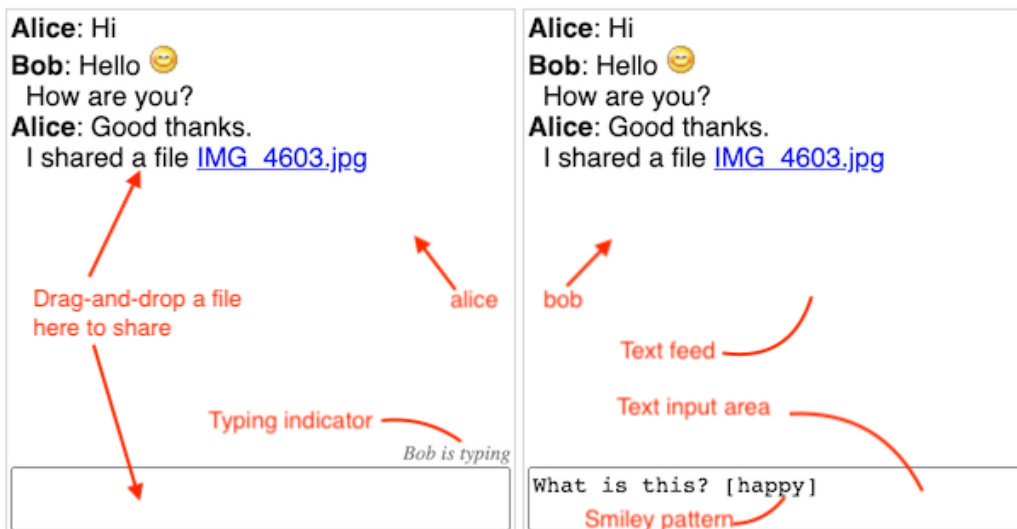 Alice: Hi
Bob: Hello
How are you?
Alice: Good thanks.
I shared a file IMG_4603.jpg
Drag-and-drop a file
here to share
alice
Typing indicator
Bob is typing
Alice: Hi
Bob: Hello
How are you?
Alice: Good thanks.
I shared a file IMG_4603.jpg
bob
Text feed
Text input area
What is this? [happy]
Smiley pattern